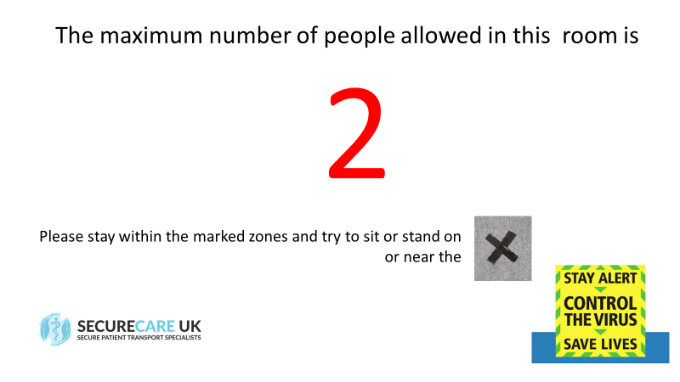 The maximum number of people allowed in this room is
2
Please stay within the marked zones and try to sit or stand on
or near the
STAY ALERT
CONTROL
THE VIRUS
SAVE LIVES
SECURECARE UK
SECURE PATIENT TRANSPORT SPECIALISTS